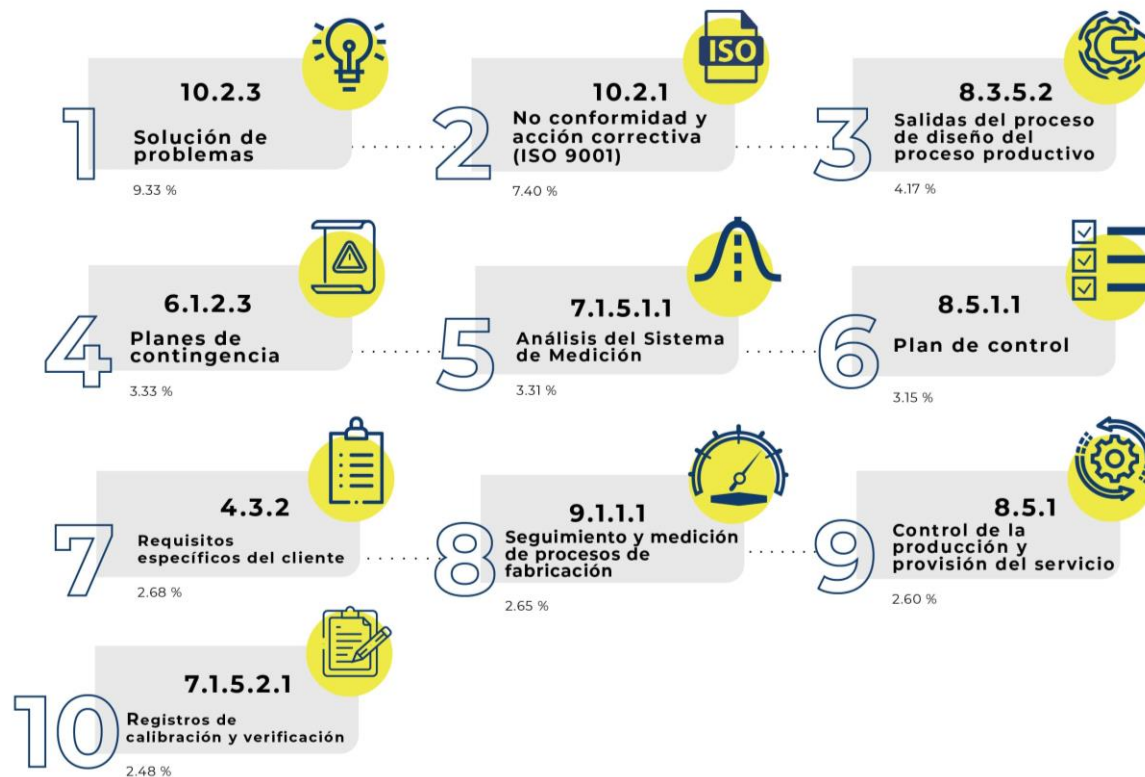 1
10.2.3
Solución de
problemas
9.33 %
2
ISO
10.2.1
No conformidad y
acción correctiva
(ISO 9001)
7.40 %
3
8.3.5.2
Salidas del proceso
de diseño del
proceso productivo
4.17 %
4
6.1.2.3
Planes de
contingencia
3.33 %
5
7.1.5.1.1
Análisis del Sistema
de Medición
3.31 %
6
8.5.1.1
Plan de control
3.15 %
7
4.3.2
Requisitos
específicos del cliente
2.68 %
8
9.1.1.1
Seguimiento y medición
de procesos de
fabricación
2.65 %
9
8.5.1
Control de la
producción y
provisión del servicio
2.60 %
10
7.1.5.2.1
Registros de
calibración y verificación
2.48 %